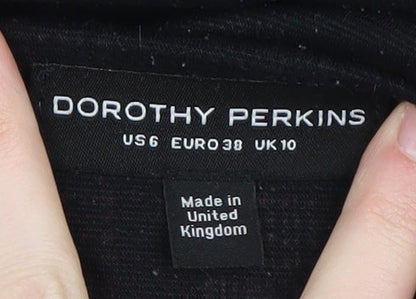 DOROTHY PERKINS
US6 EURO38 UK10
Made in
United
Kingdom